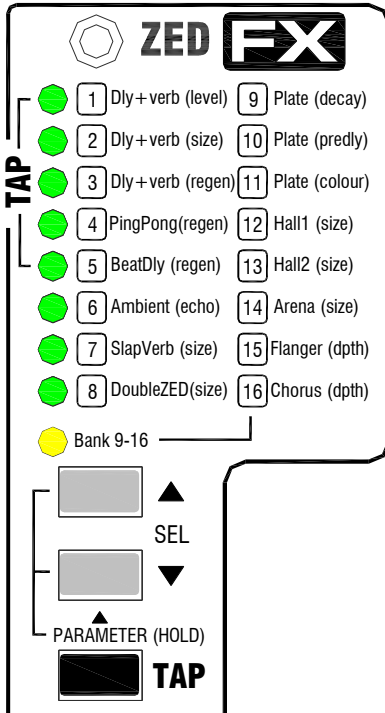 ZED FX
1 Dly+verb (level) 9 Plate (decay)
2 Dly+verb (size) 10 Plate (predly)
3 Dly+verb (regen) 11 Plate (colour)
4 PingPong(regen) 12 Hall1 (size)
5 BeatDly (regen) 13 Hall2 (size)
6 Ambient (echo) 14 Arena (size)
7 SlapVerb (size) 15 Flanger (dpth)
8 DoubleZED(size) 16 Chorus (dpth)
TAP
Bank 9-16
SEL
PARAMETER (HOLD)
TAP